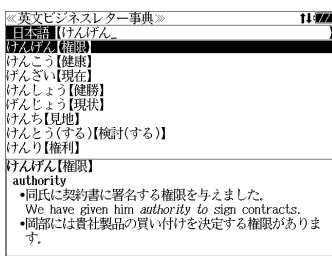 ≪英文ビジネスレター事典≫
日本語【けんげん_ 】
けんげん【権限】
けんこう【健康】
げんざい【現在】
けんしょう【健勝】
げんじょう【現状】
けんち【見地】
けんとう(する)【検討(する)】
けんり【権利】
けんげん【権限】
authority
•同氏に契約書に署名する権限を与えました。
We have given him authority to sign contracts.
•岡部には貴社製品の買い付けを決定する権限がありま
す。